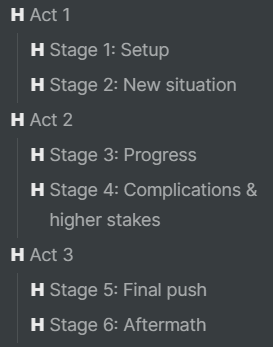 H Act 1
H Stage 1: Setup
H Stage 2: New situation
H Act 2
H Stage 3: Progress
H Stage 4: Complications &
higher stakes
H Act 3
H Stage 5: Final push
H Stage 6: Aftermath